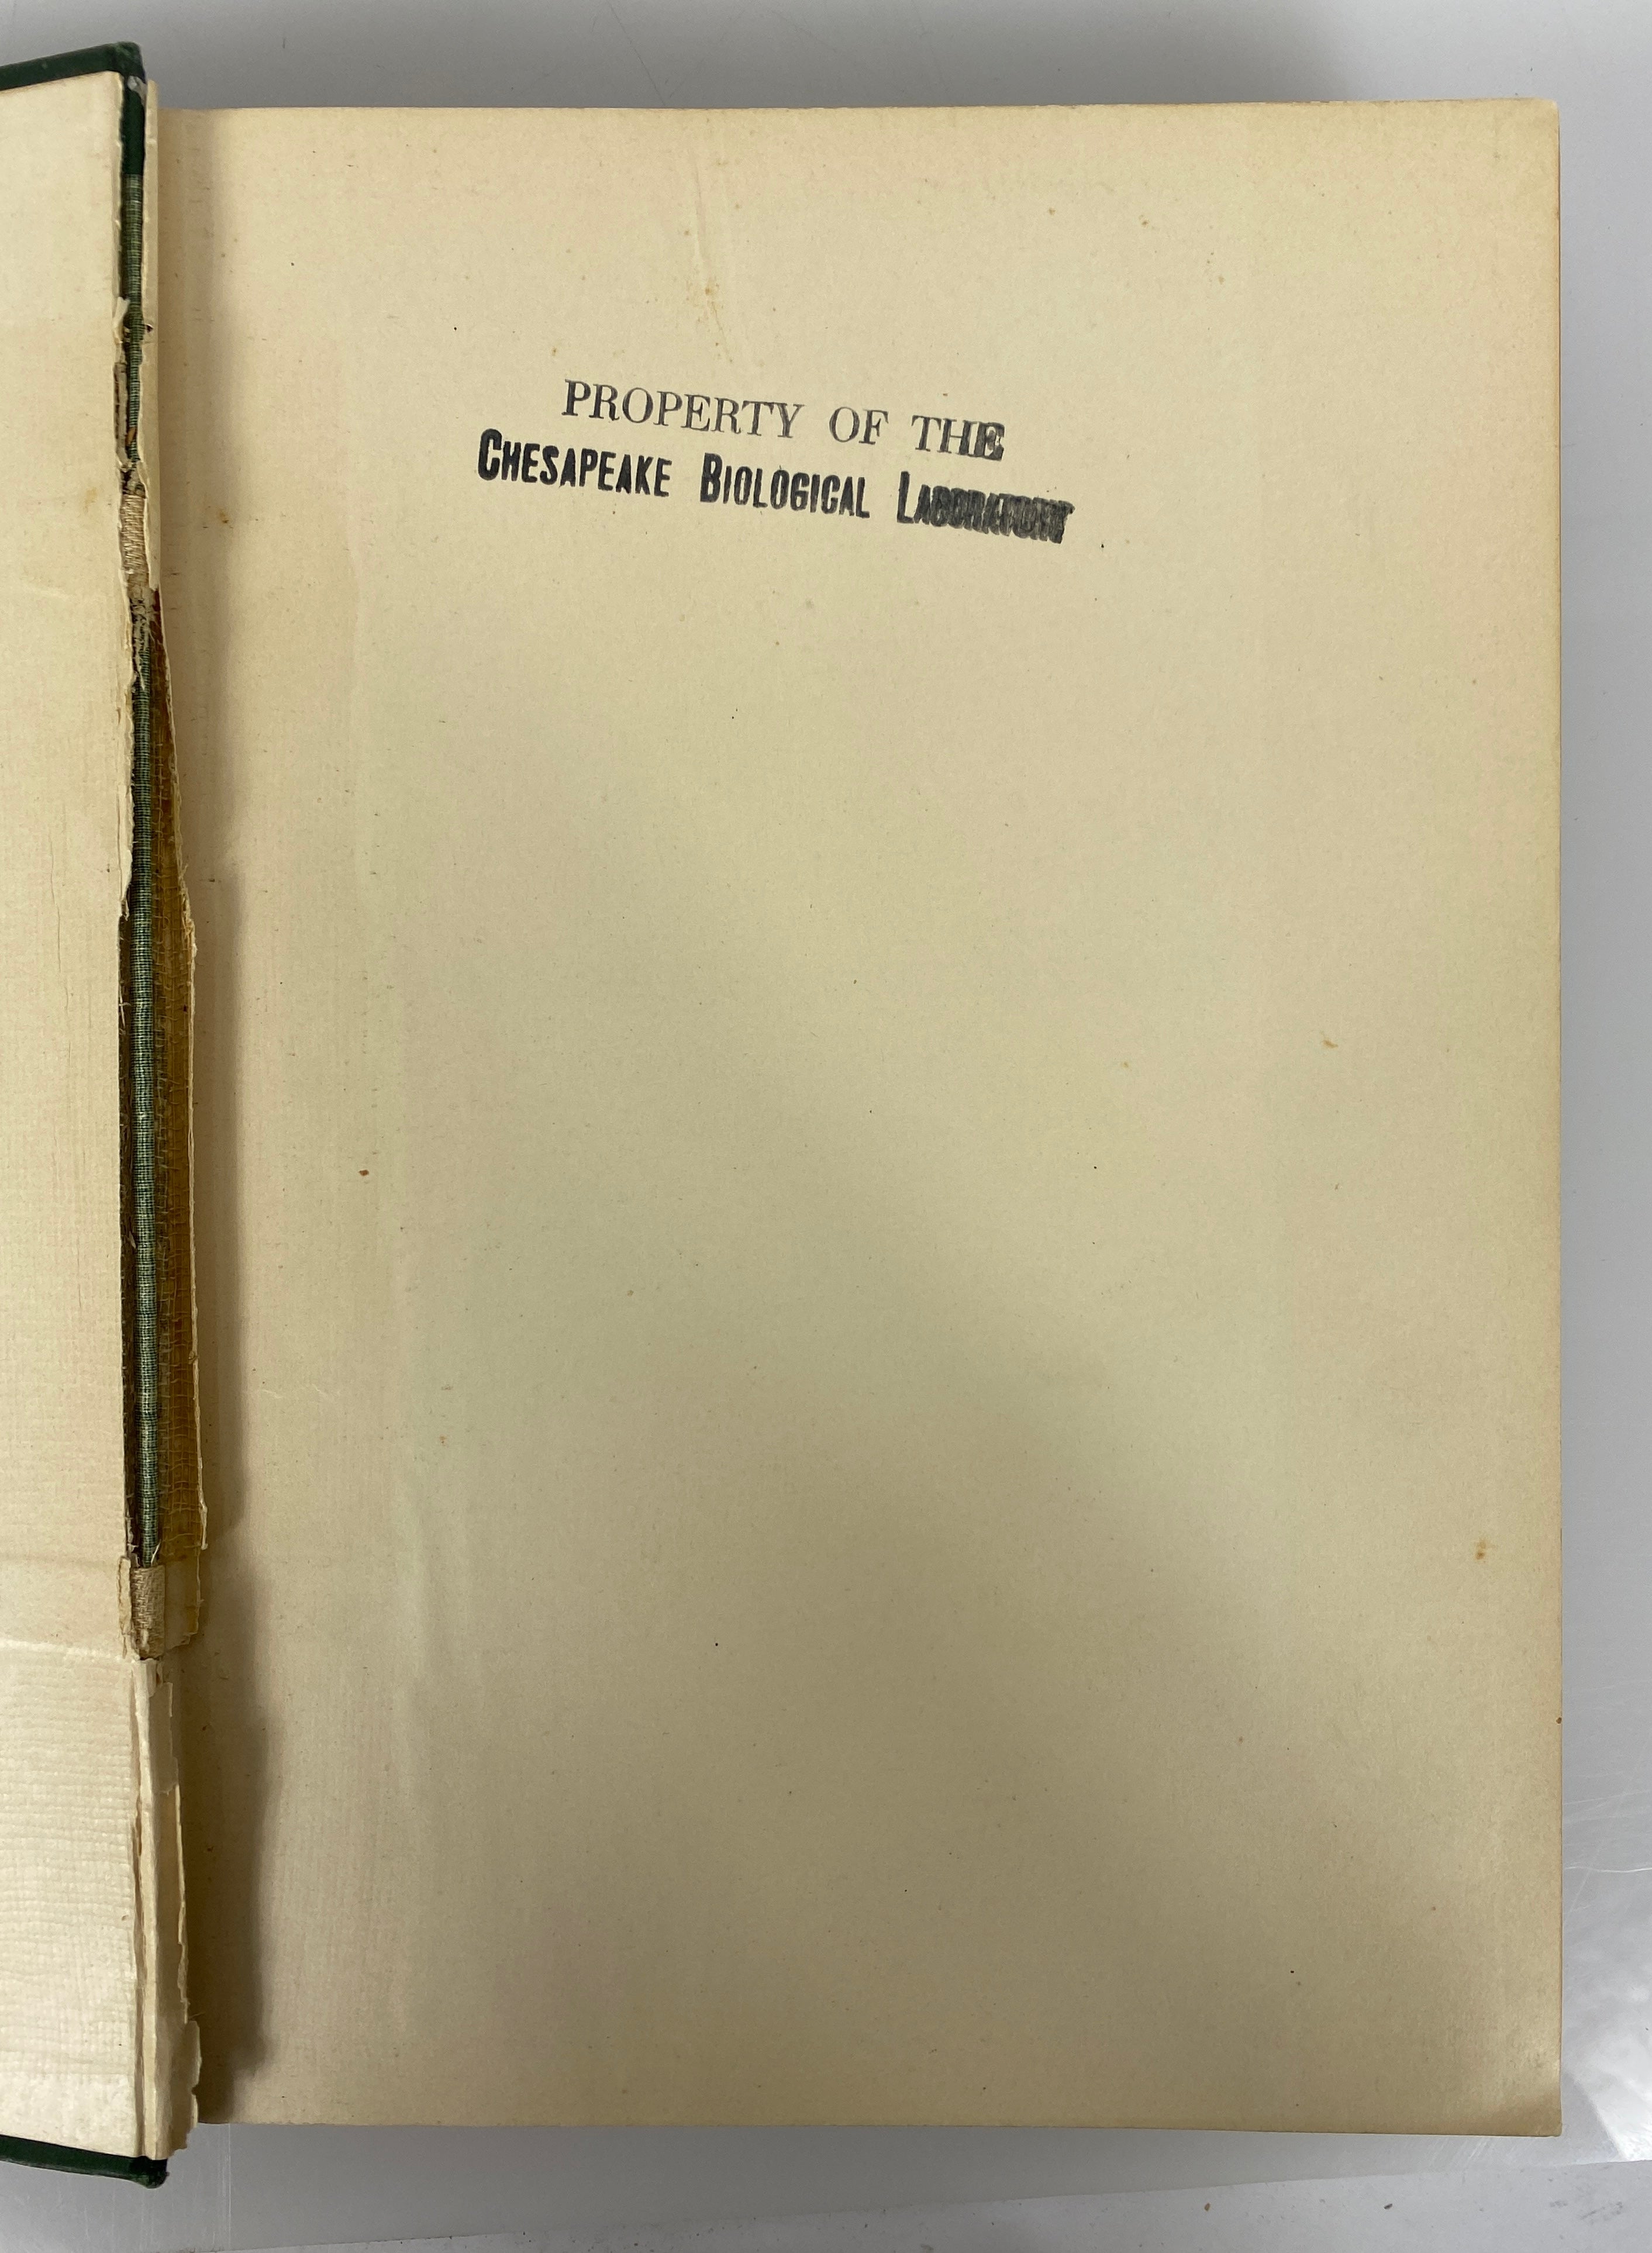 PROPERTY OF THE
CHESAPEAKE BIOLOGICAL LABORATORY